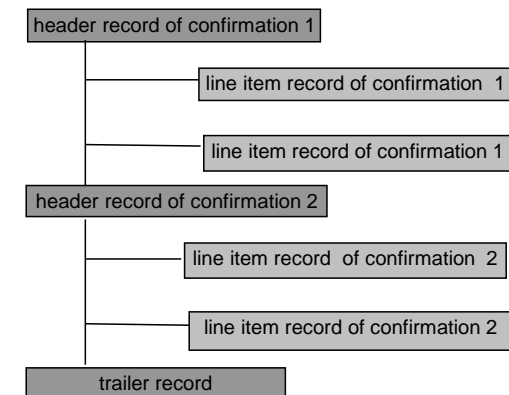 header record of confirmation 1
line item record of confirmation 1
line item record of confirmation 1
header record of confirmation 2
line item record of confirmation 2
line item record of confirmation 2
trailer record